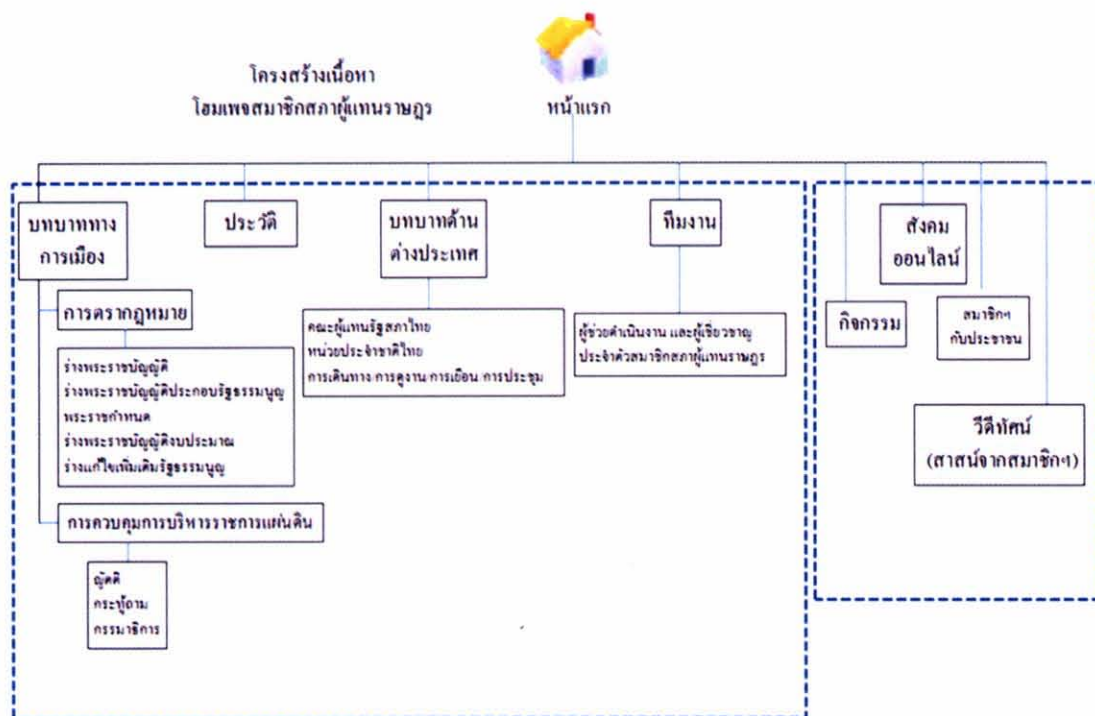 โครงสร้างเนื้อหา
โฮมเพจสมาชิกสภาผู้แทนราษฎร
หน้าแรก
บทบาททาง
การเมือง
ประวัติ
บทบาทด้าน
ต่างประเทศ
ทีมงาน
สังคม
ออนไลน์
การตรากฎหมาย
คณะผู้แทนรัฐสภาไทย
หน่วยประจำชาติไทย
การเดินทาง/การดูงาน/การเยือน/การประชุม
ผู้ช่วยดำเนินงาน และผู้เชี่ยวชาญ
ประจำตัวสมาชิกสภาผู้แทนราษฎร
กิจกรรม
สมาชิกฯ
กับประชาชน
ร่างพระราชบัญญัติ
ร่างพระราชบัญญัติประกอบรัฐธรรมนูญ
พระราชกำหนด
ร่างพระราชบัญญัติงบประมาณ
ร่างแก้ไขเพิ่มเติมรัฐธรรมนูญ
วีดีทัศน์
(สาสน์จากสมาชิกฯ)
การควบคุมการบริหารราชการแผ่นดิน
ญัตติ
กระทู้ถาม
กรรมาธิการ